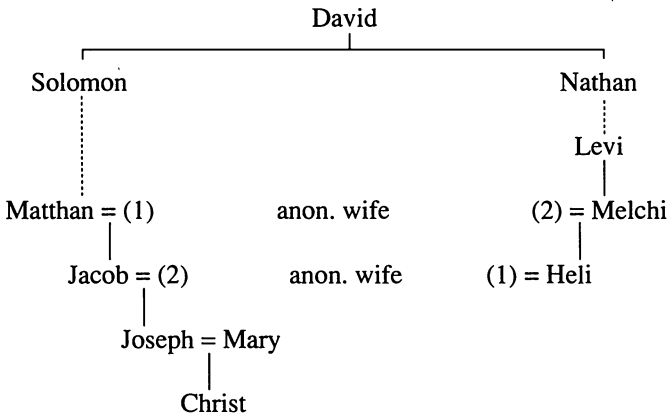 David
Solomon Nathan
Levi
Matthan = (1) anon. wife (2) = Melchi
Jacob = (2) anon. wife (1) = Heli
Joseph = Mary
Christ